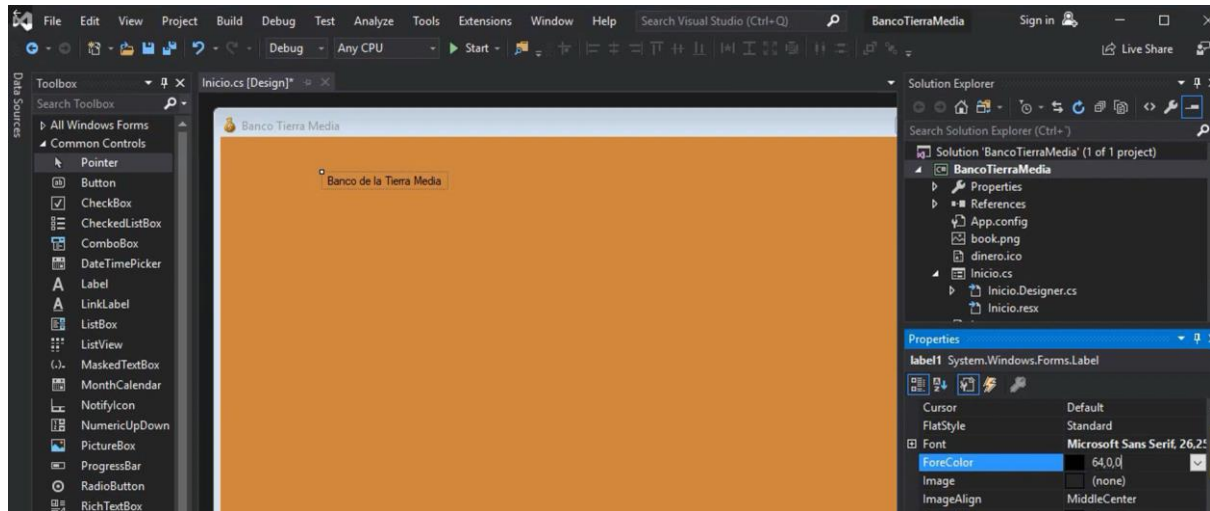 File Edit View Project Build Debug Test Analyze Tools Extensions Window Help Search Visual Studio (Ctrl+Q) BancoTierraMedia Sign in
Debug Any CPU Start Live Share
Data Sources
Toolbox
Search Toolbox
All Windows Forms
Common Controls
Pointer
Button
CheckBox
CheckedListBox
ComboBox
DateTimePicker
Label
LinkLabel
ListBox
ListView
MaskedTextBox
MonthCalendar
NotifyIcon
NumericUpDown
PictureBox
ProgressBar
RadioButton
RichTextBox
Inicio.cs [Design]*
Banco Tierra Media
Banco de la Tierra Media
Solution Explorer
Search Solution Explorer (Ctrl+´)
Solution 'BancoTierraMedia' (1 of 1 project)
BancoTierraMedia
Properties
References
App.config
book.png
dinero.ico
Inicio.cs
Inicio.Designer.cs
Inicio.resx
Properties
label1 System.Windows.Forms.Label
Cursor Default
FlatStyle Standard
Font Microsoft Sans Serif, 26,25
ForeColor 64,0,0
Image (none)
ImageAlign MiddleCenter